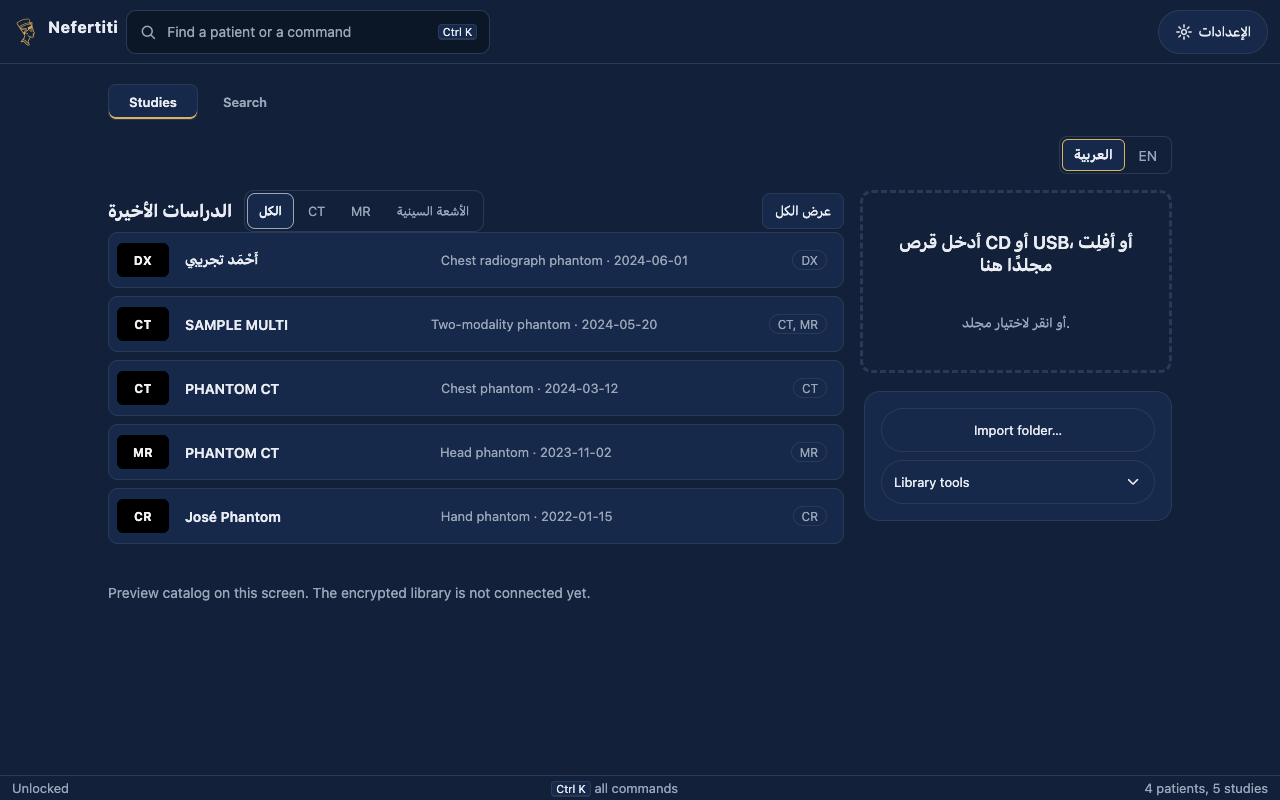 Nefertiti
Find a patient or a command
Ctrl K
الإعدادات
Studies
Search
العربية
EN
الدراسات الأخيرة
الكل
CT
MR
الأشعة السينية
عرض الكل
DX
أحْمَد تجريبي
Chest radiograph phantom · 2024-06-01
DX
CT
SAMPLE MULTI
Two-modality phantom · 2024-05-20
CT, MR
CT
PHANTOM CT
Chest phantom · 2024-03-12
CT
MR
PHANTOM CT
Head phantom · 2023-11-02
MR
CR
José Phantom
Hand phantom · 2022-01-15
CR
أدخل قرص CD أو USB، أو أفلِت
مجلدًا هنا
أو انقر لاختيار مجلد.
Import folder…
Library tools
Preview catalog on this screen. The encrypted library is not connected yet.
Unlocked
Ctrl K all commands
4 patients, 5 studies